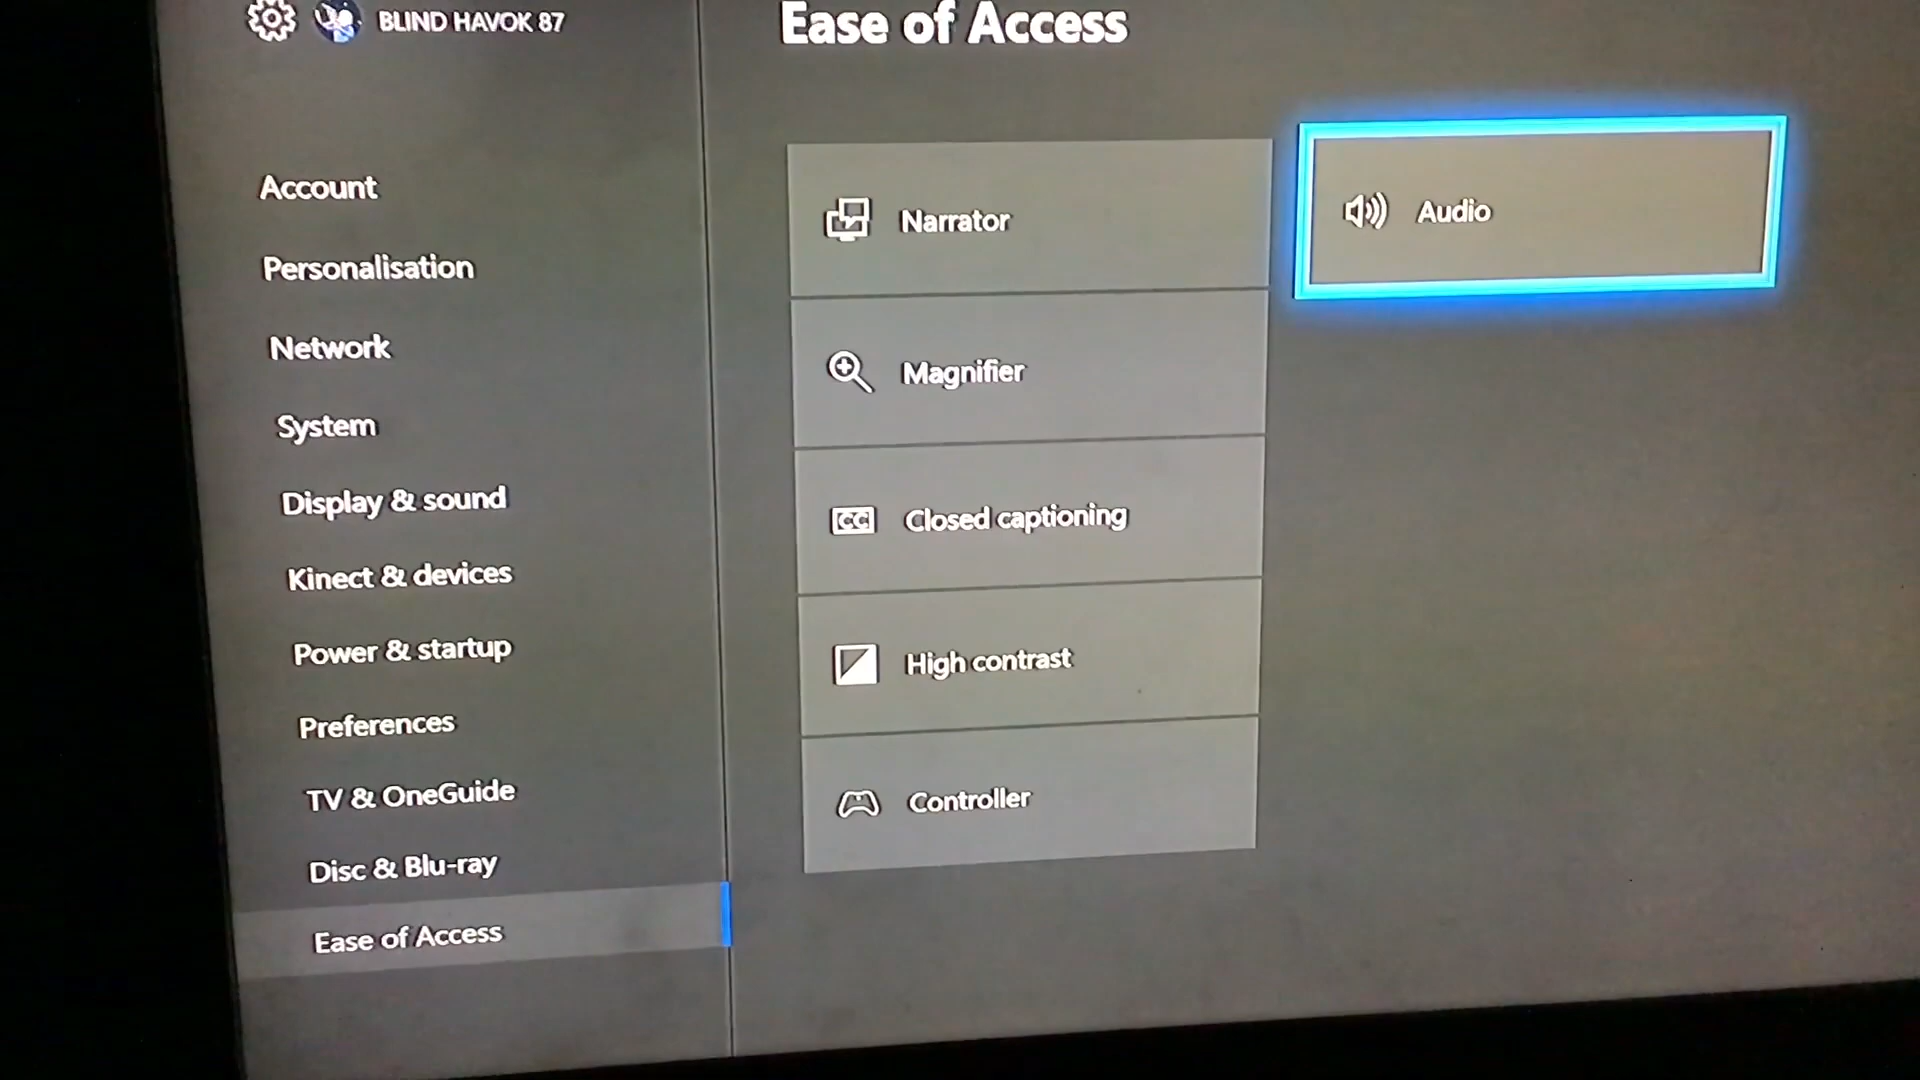 BLIND HAVOK 87
Account
Personalisation
Network
System
Display & sound
Kinect & devices
Power & startup
Preferences
TV & OneGuide
Disc & Blu-ray
Ease of Access
Ease of Access
Narrator
Magnifier
CC Closed captioning
High contrast
Controller
Audio